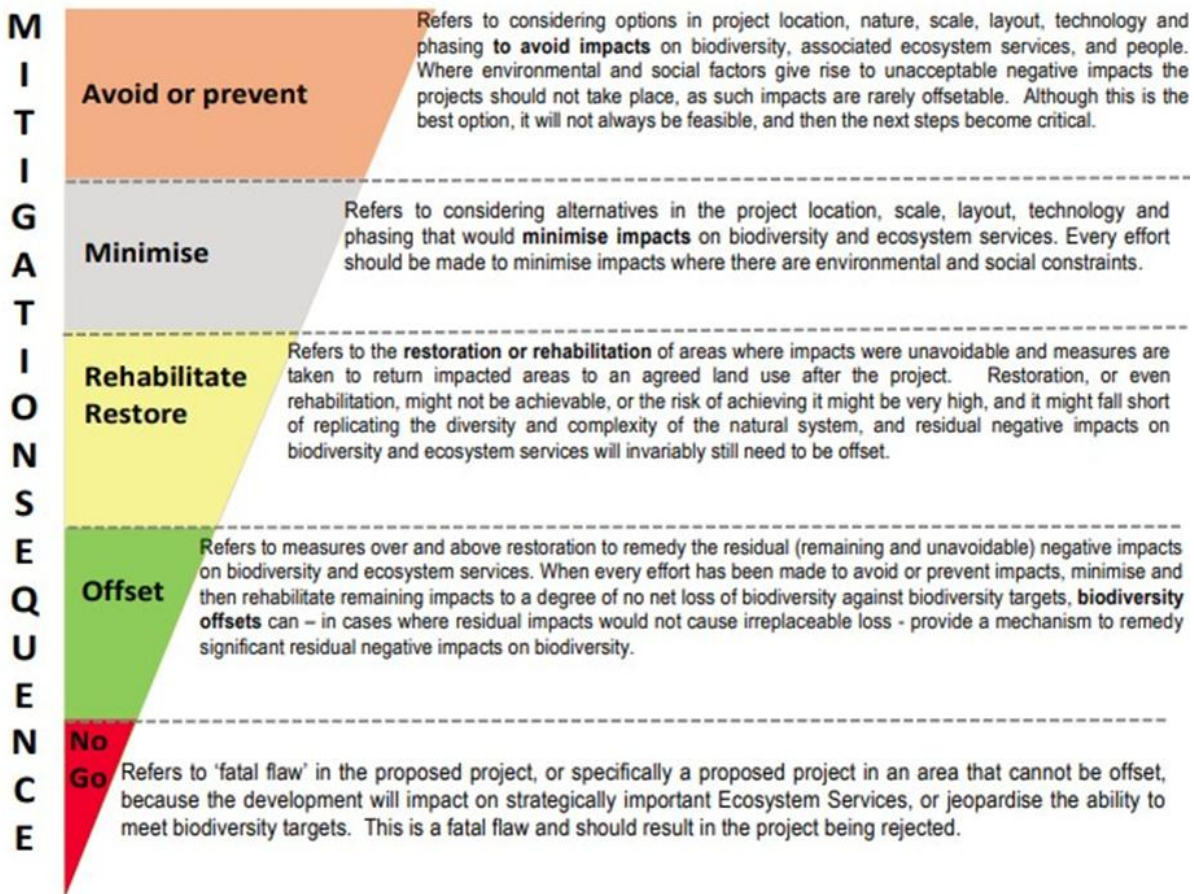 MITIGATION SEQUENCE
Avoid or prevent
Refers to considering options in project location, nature, scale, layout, technology and
phasing to avoid impacts on biodiversity, associated ecosystem services, and people.
Where environmental and social factors give rise to unacceptable negative impacts the
projects should not take place, as such impacts are rarely offsetable. Although this is the
best option, it will not always be feasible, and then the next steps become critical.
Minimise
Refers to considering alternatives in the project location, scale, layout, technology and
phasing that would minimise impacts on biodiversity and ecosystem services. Every effort
should be made to minimise impacts where there are environmental and social constraints.
Rehabilitate
Restore
Refers to the restoration or rehabilitation of areas where impacts were unavoidable and measures are
taken to return impacted areas to an agreed land use after the project. Restoration, or even
rehabilitation, might not be achievable, or the risk of achieving it might be very high, and it might fall short
of replicating the diversity and complexity of the natural system, and residual negative impacts on
biodiversity and ecosystem services will invariably still need to be offset.
Offset
Refers to measures over and above restoration to remedy the residual (remaining and unavoidable) negative impacts
on biodiversity and ecosystem services. When every effort has been made to avoid or prevent impacts, minimise and
then rehabilitate remaining impacts to a degree of no net loss of biodiversity against biodiversity targets, biodiversity
offsets can – in cases where residual impacts would not cause irreplaceable loss - provide a mechanism to remedy
significant residual negative impacts on biodiversity.
No
Go
Refers to ‘fatal flaw’ in the proposed project, or specifically a proposed project in an area that cannot be offset,
because the development will impact on strategically important Ecosystem Services, or jeopardise the ability to
meet biodiversity targets. This is a fatal flaw and should result in the project being rejected.